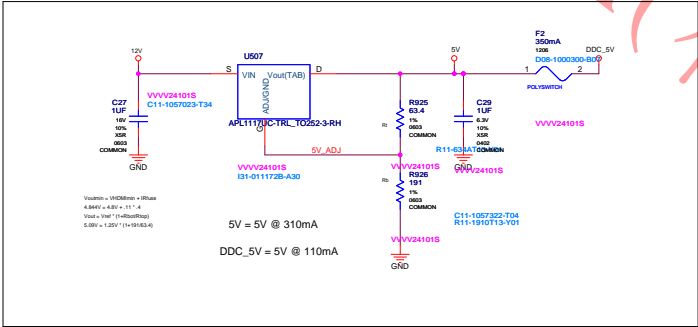 F2
350mA
1206
D08-1000300-B07
DDC_5V
12V
5V
U507
S
D
1
2
VIN
Vout(TAB)
ADJ/GND
G
POLYSWITCH
VVVV24101S
C11-1057023-T34
C27
1UF
16V
10%
X5R
0603
COMMON
GND
APL1117UC-TRL_TO252-3-RH
5V_ADJ
VVVV24101S
I31-011172B-A30
Rt
R925
63.4
1%
0603
COMMON
C29
1UF
6.3V
10%
X5R
0402
COMMON
GND
VVVV24101S
VVVV24101S
VVVV24101S
Rb
R926
191
1%
0603
COMMON
C11-1057322-T04
R11-1910T13-Y01
VVVV24101S
GND
Voutmin = VHDMImin + IRfuse
4.844V = 4.8V + .11 * .4
Vout = Vref * (1+Rbot/Rtop)
5.09V = 1.25V * (1+191/63.4)
5V = 5V @ 310mA
DDC_5V = 5V @ 110mA